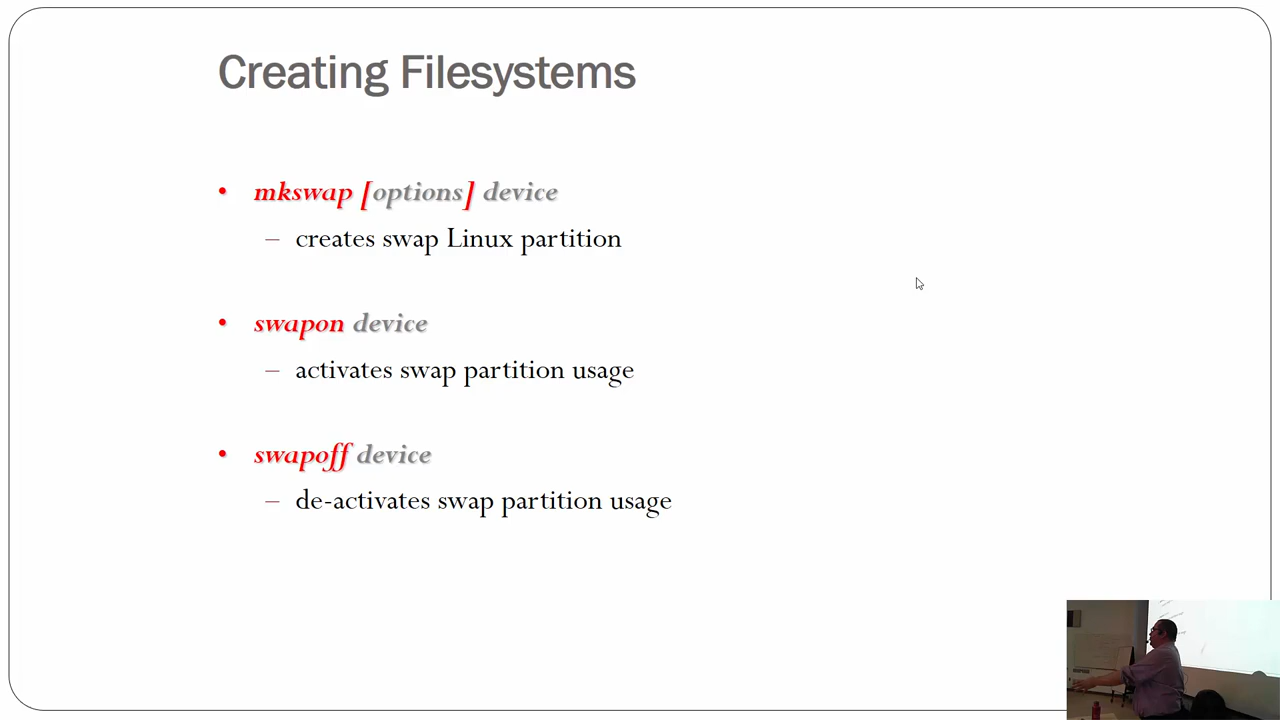 Creating Filesystems
• mkswap [options] device
– creates swap Linux partition
• swapon device
– activates swap partition usage
• swapoff device
– de-activates swap partition usage